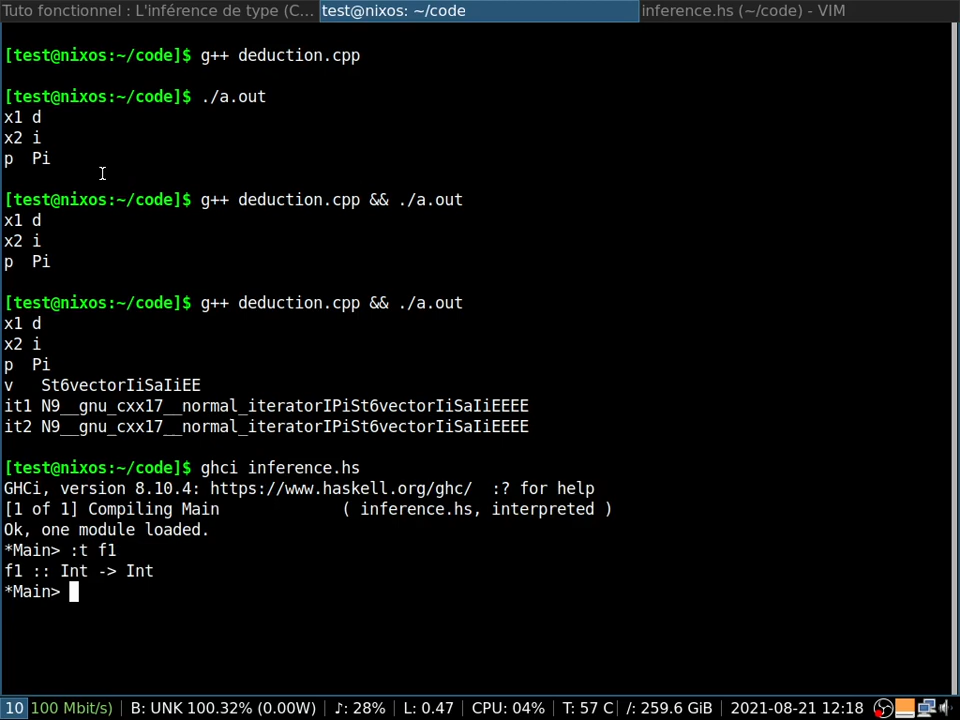 Tuto fonctionnel : L'inférence de type (C... test@nixos: ~/code inference.hs (~/code) - VIM
[test@nixos:~/code]$ g++ deduction.cpp
[test@nixos:~/code]$ ./a.out
x1 d
x2 i
p  Pi
[test@nixos:~/code]$ g++ deduction.cpp && ./a.out
x1 d
x2 i
p  Pi
[test@nixos:~/code]$ g++ deduction.cpp && ./a.out
x1 d
x2 i
p  Pi
v   St6vectorIiSaIiEE
it1 N9__gnu_cxx17__normal_iteratorIPiSt6vectorIiSaIiEEEE
it2 N9__gnu_cxx17__normal_iteratorIPiSt6vectorIiSaIiEEEE
[test@nixos:~/code]$ ghci inference.hs
GHCi, version 8.10.4: https://www.haskell.org/ghc/  :? for help
[1 of 1] Compiling Main             ( inference.hs, interpreted )
Ok, one module loaded.
*Main> :t f1
f1 :: Int -> Int
*Main>
10 100 Mbit/s) | B: UNK 100.32% (0.00W) | ♪: 28% | L: 0.47 | CPU: 04% | T: 57 C | /: 259.6 GiB | 2021-08-21 12:18